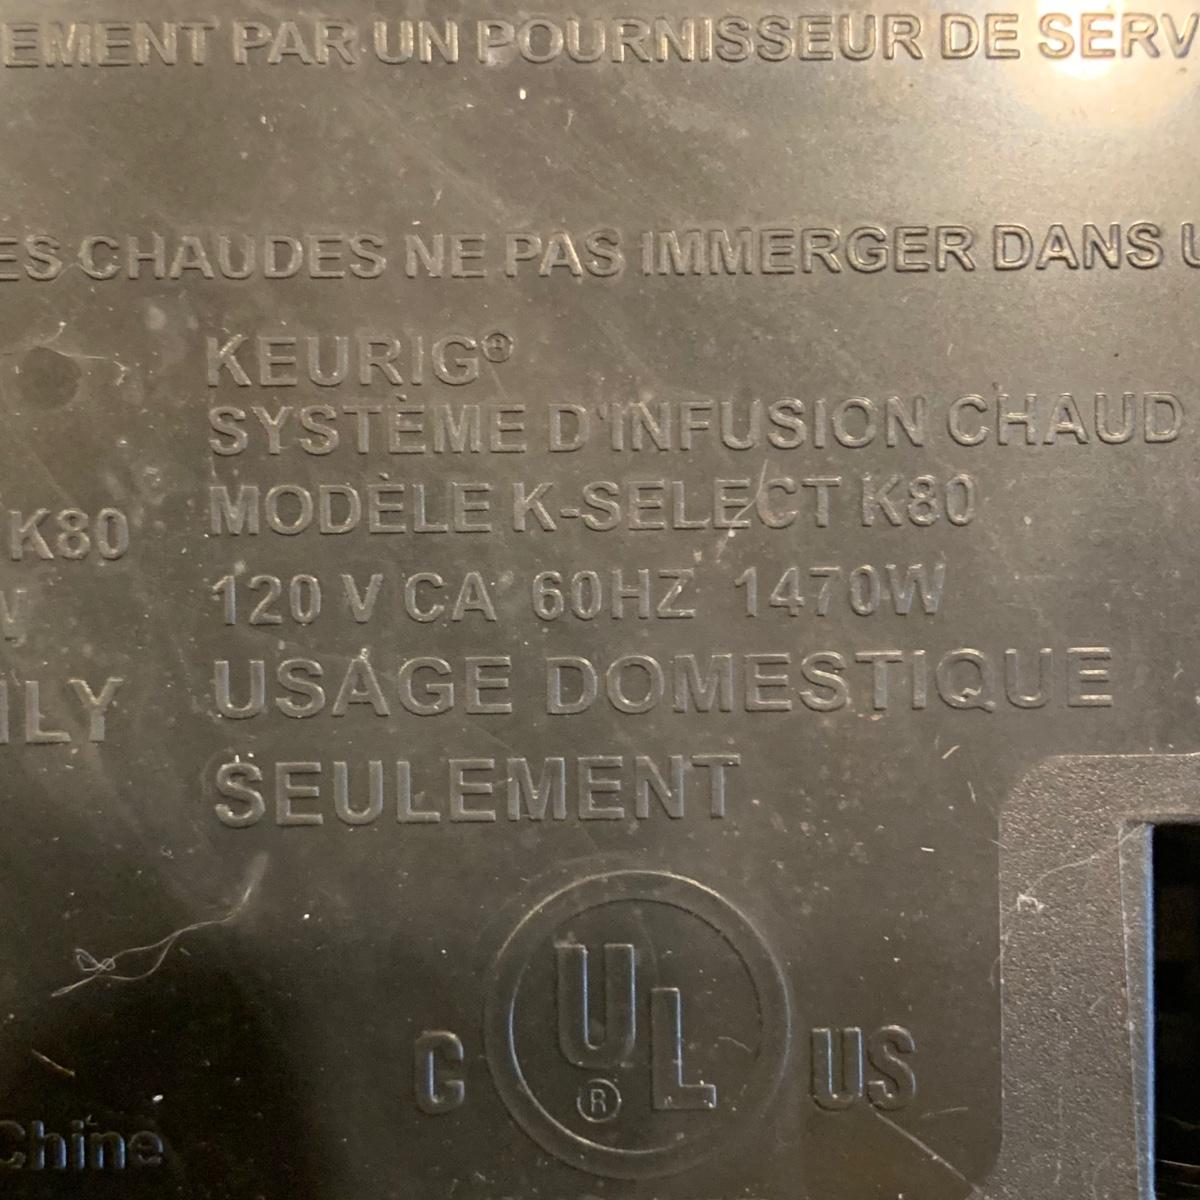 EMENT PAR UN POURNISSEUR DE SERV
ES CHAUDES NE PAS IMMERGER DANS U
KEURIG®
SYSTÈME D'INFUSION CHAUD
MODÈLE K-SELECT K80
120 V CA 60HZ 1470W
USAGE DOMESTIQUE
SEULEMENT
K80
W
NLY
C UL® US
Chine